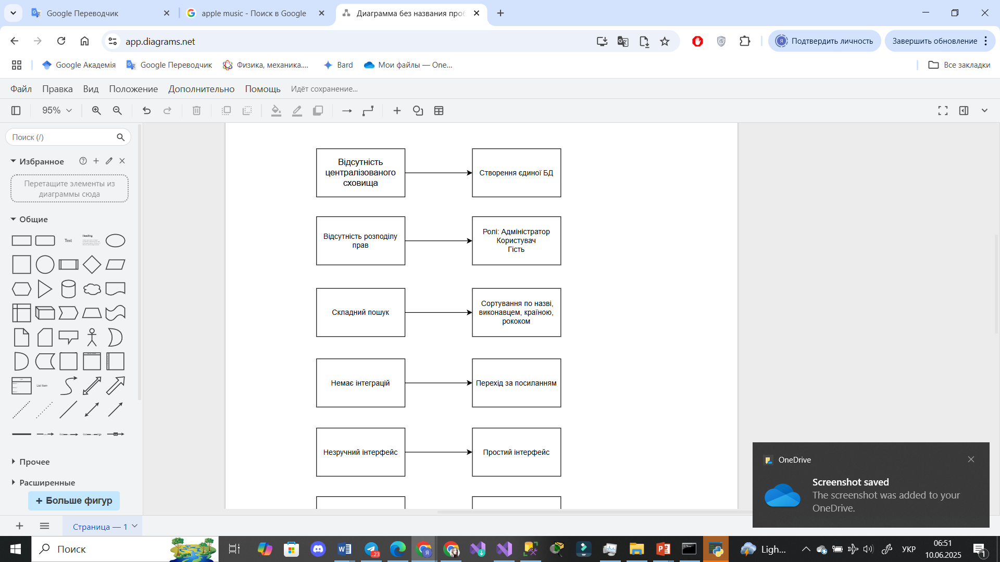 Google Переводчик
apple music - Поиск в Google
Диаграмма без названия про
app.diagrams.net
Подтвердить личность
Завершить обновление
Google Академія
Google Переводчик
Физика, механика....
Bard
Мои файлы — One...
Все закладки
Файл
Правка
Вид
Положение
Дополнительно
Помощь
Идёт сохранение...
95%
Поиск (/)
Избранное
Перетащите элементы из
диаграммы сюда
Общие
Text
Heading
List Item
Прочее
Расширенные
+ Больше фигур
Відсутність
централізованого
сховища
Створення єдиної БД
Відсутність розподілу
прав
Ролі: Адміністратор
Користувач
Гість
Складний пошук
Сортування по назві,
виконавцем, країною,
рококом
Немає інтеграцій
Перехід за посиланням
Незручний інтерфейс
Простий інтерфейс
OneDrive
Screenshot saved
The screenshot was added to your
OneDrive.
Страница — 1
Поиск
..23
Ligh...
УКР
06:51
10.06.2025
1